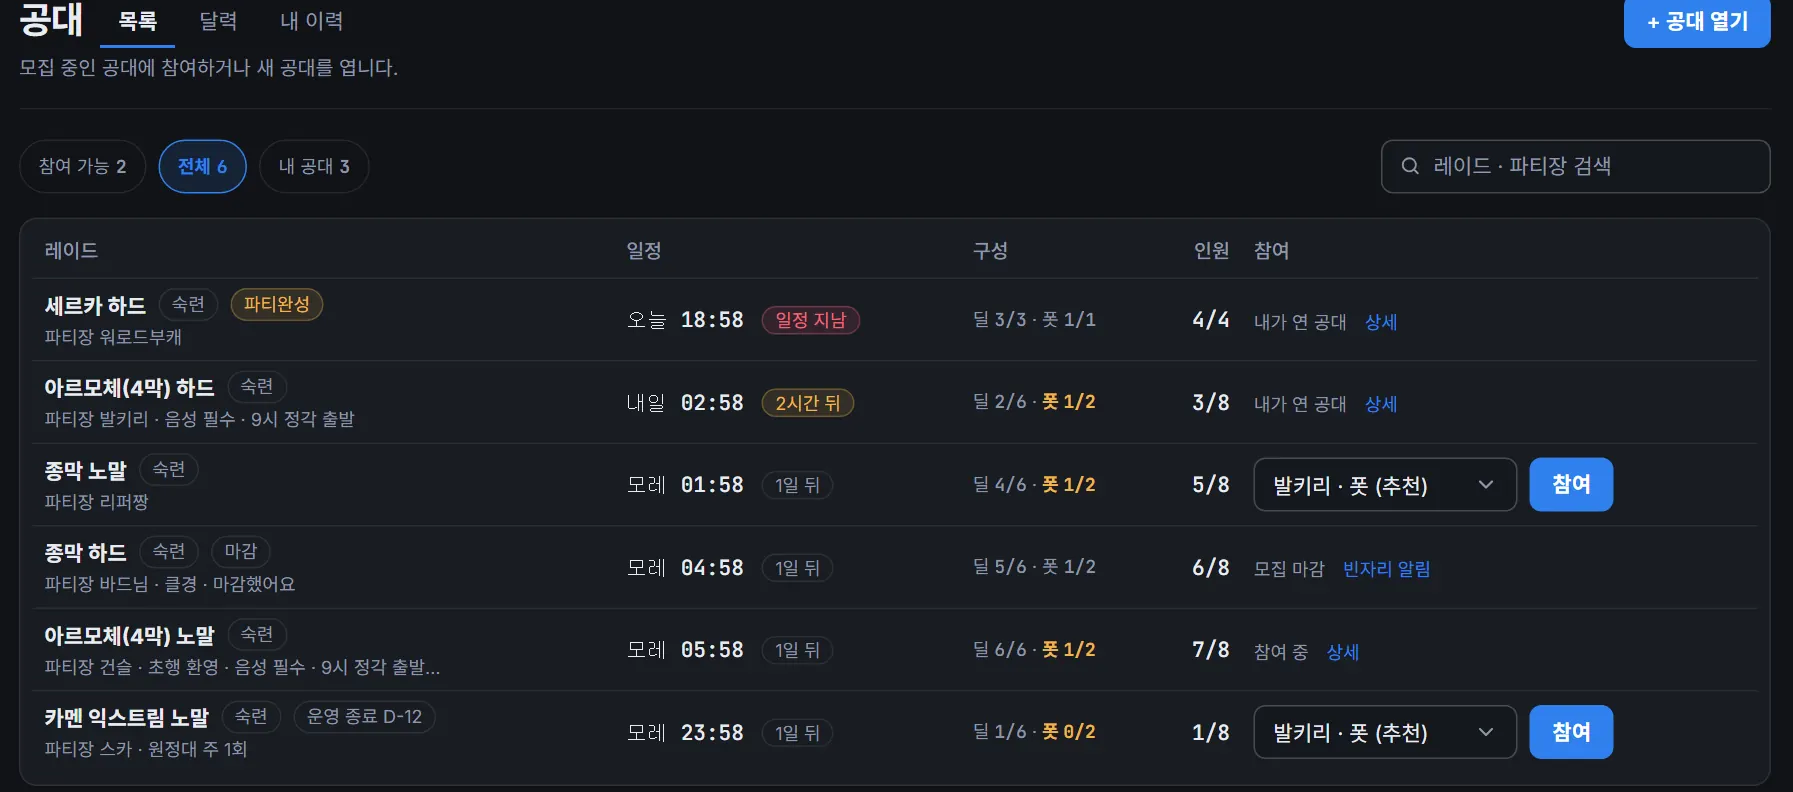 공대 목록 달력 내 이력 + 공대 열기
모집 중인 공대에 참여하거나 새 공대를 엽니다.
참여 가능 2 전체 6 내 공대 3 레이드 · 파티장 검색
레이드 일정 구성 인원 참여
세르카 하드 숙련 파티완성
파티장 워로드부캐
오늘 18:58 일정 지남 딜 3/3 · 폿 1/1 4/4 내가 연 공대 상세
아르모체(4막) 하드 숙련
파티장 발키리 · 음성 필수 · 9시 정각 출발
내일 02:58 2시간 뒤 딜 2/6 · 폿 1/2 3/8 내가 연 공대 상세
종막 노말 숙련
파티장 리퍼짱
모레 01:58 1일 뒤 딜 4/6 · 폿 1/2 5/8 발키리 · 폿 (추천) 참여
종막 하드 숙련 마감
파티장 바드님 · 클경 · 마감했어요
모레 04:58 1일 뒤 딜 5/6 · 폿 1/2 6/8 모집 마감 빈자리 알림
아르모체(4막) 노말 숙련
파티장 건슬 · 초행 환영 · 음성 필수 · 9시 정각 출발...
모레 05:58 1일 뒤 딜 6/6 · 폿 1/2 7/8 참여 중 상세
카멘 익스트림 노말 숙련 운영 종료 D-12
파티장 스카 · 원정대 주 1회
모레 23:58 1일 뒤 딜 1/6 · 폿 0/2 1/8 발키리 · 폿 (추천) 참여